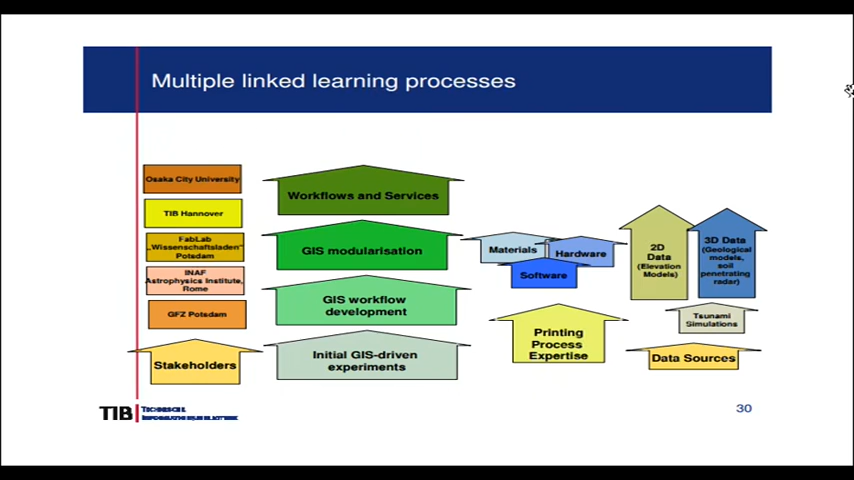 Multiple linked learning processes
Osaka City University
TIB Hannover
FabLab
„Wissenschaftsladen"
Potsdam
INAF
Astrophysics Institute,
Rome
GFZ Potsdam
Stakeholders
Workflows and Services
GIS modularisation
GIS workflow
development
Initial GIS-driven
experiments
Materials
Hardware
Software
Printing
Process
Expertise
2D
Data
(Elevation
Models)
3D Data
(Geological
models,
soil
penetrating
radar)
Tsunami
Simulations
Data Sources
TIB
30